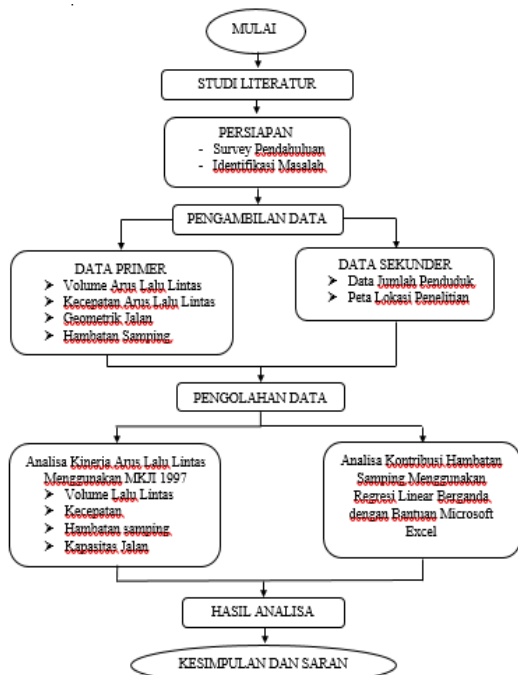 MULAI
STUDI LITERATUR
PERSIAPAN
- Survey Pendahuluan
- Identifikasi Masalah
PENGAMBILAN DATA
DATA PRIMER
➤ Volume Arus Lalu Lintas
➤ Kecepatan Arus Lalu Lintas
➤ Geometrik Jalan
➤ Hambatan Samping
DATA SEKUNDER
➤ Data Jumlah Penduduk
➤ Peta Lokasi Penelitian
PENGOLAHAN DATA
Analisa Kinerja Arus Lalu Lintas
Menggunakan MKJI 1997
➤ Volume Lalu Lintas
➤ Kecepatan
➤ Hambatan samping
➤ Kapasitas Jalan
Analisa Kontribusi Hambatan
Samping Menggunakan
Regresi Linear Berganda
dengan Bantuan Microsoft
Excel
HASIL ANALISA
KESIMPULAN DAN SARAN